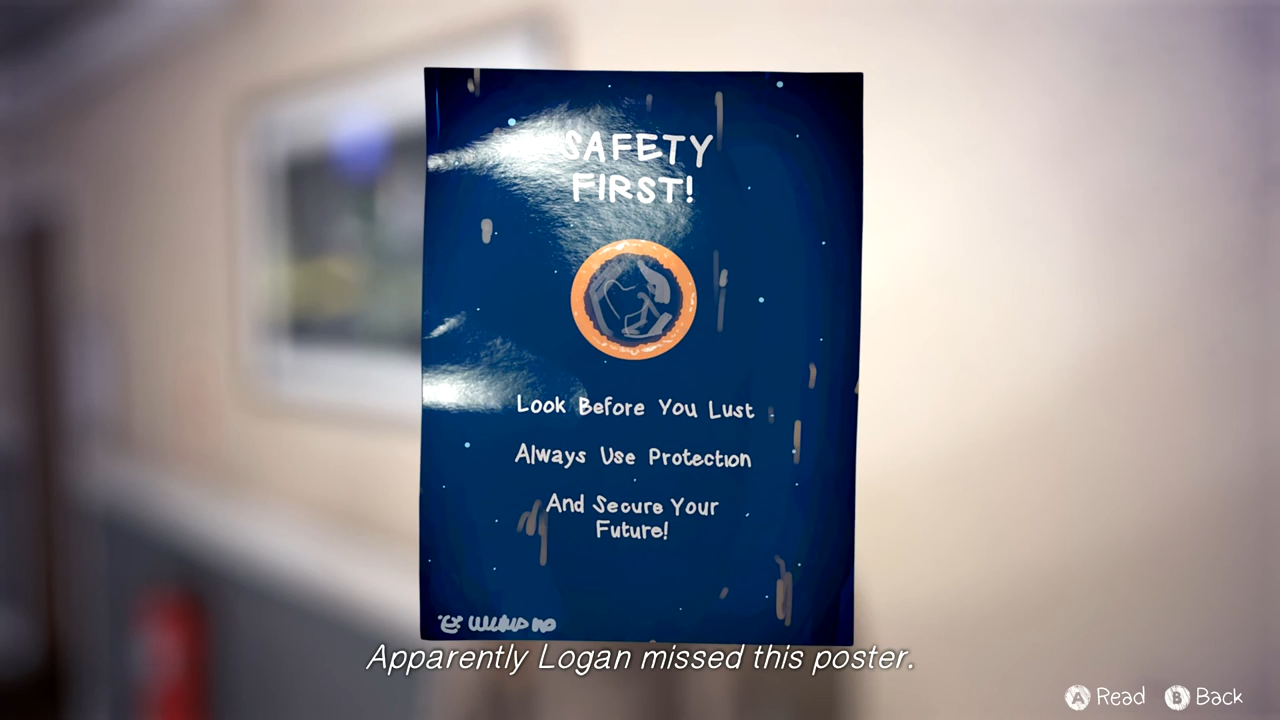 SAFETY
FIRST!
Look Before You Lust
Always Use Protection
And Secure Your
Future!
Apparently Logan missed this poster.
A Read B Back